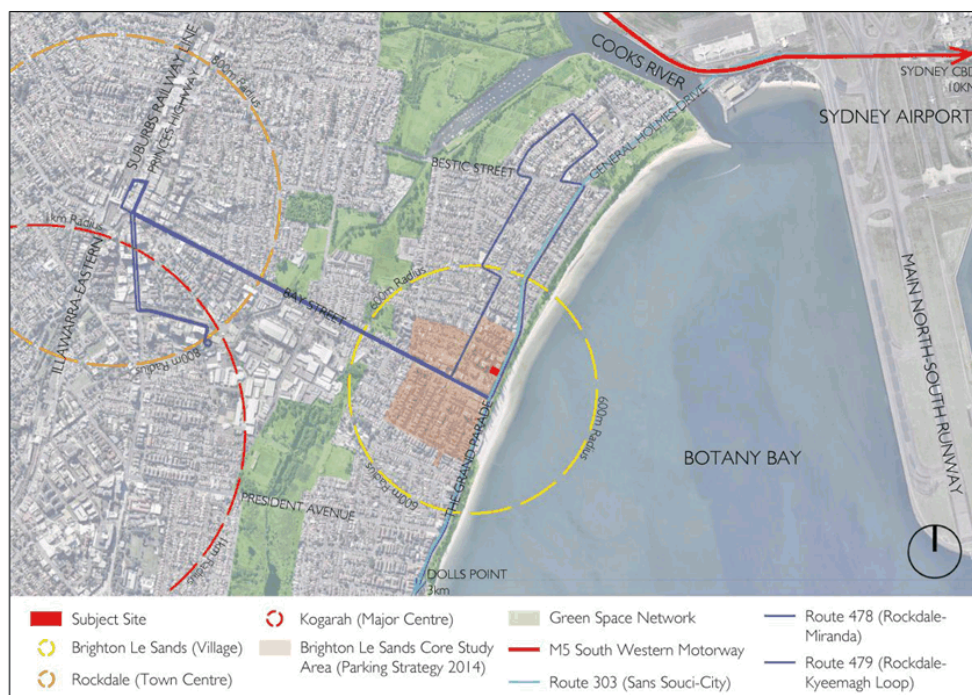 SUBURBS RAILWAY LINE
PRINCES HIGHWAY
800m Radius
COOKS RIVER
SYDNEY CBD
10KM
SYDNEY AIRPORT
BESTIC STREET
GENERAL HOLMES DRIVE
1km Radius
ILLAWARRA-EASTERN
BAY STREET
600m Radius
MAIN NORTH-SOUTH RUNWAY
800m Radius
600m Radius
THE GRAND PARADE
BOTANY BAY
600m Radius
PRESIDENT AVENUE
1km Radius
DOLLS POINT
3km
Subject Site
Brighton Le Sands (Village)
Rockdale (Town Centre)
Kogarah (Major Centre)
Brighton Le Sands Core Study
Area (Parking Strategy 2014)
Green Space Network
M5 South Western Motorway
Route 303 (Sans Souci-City)
Route 478 (Rockdale-
Miranda)
Route 479 (Rockdale-
Kyeemagh Loop)